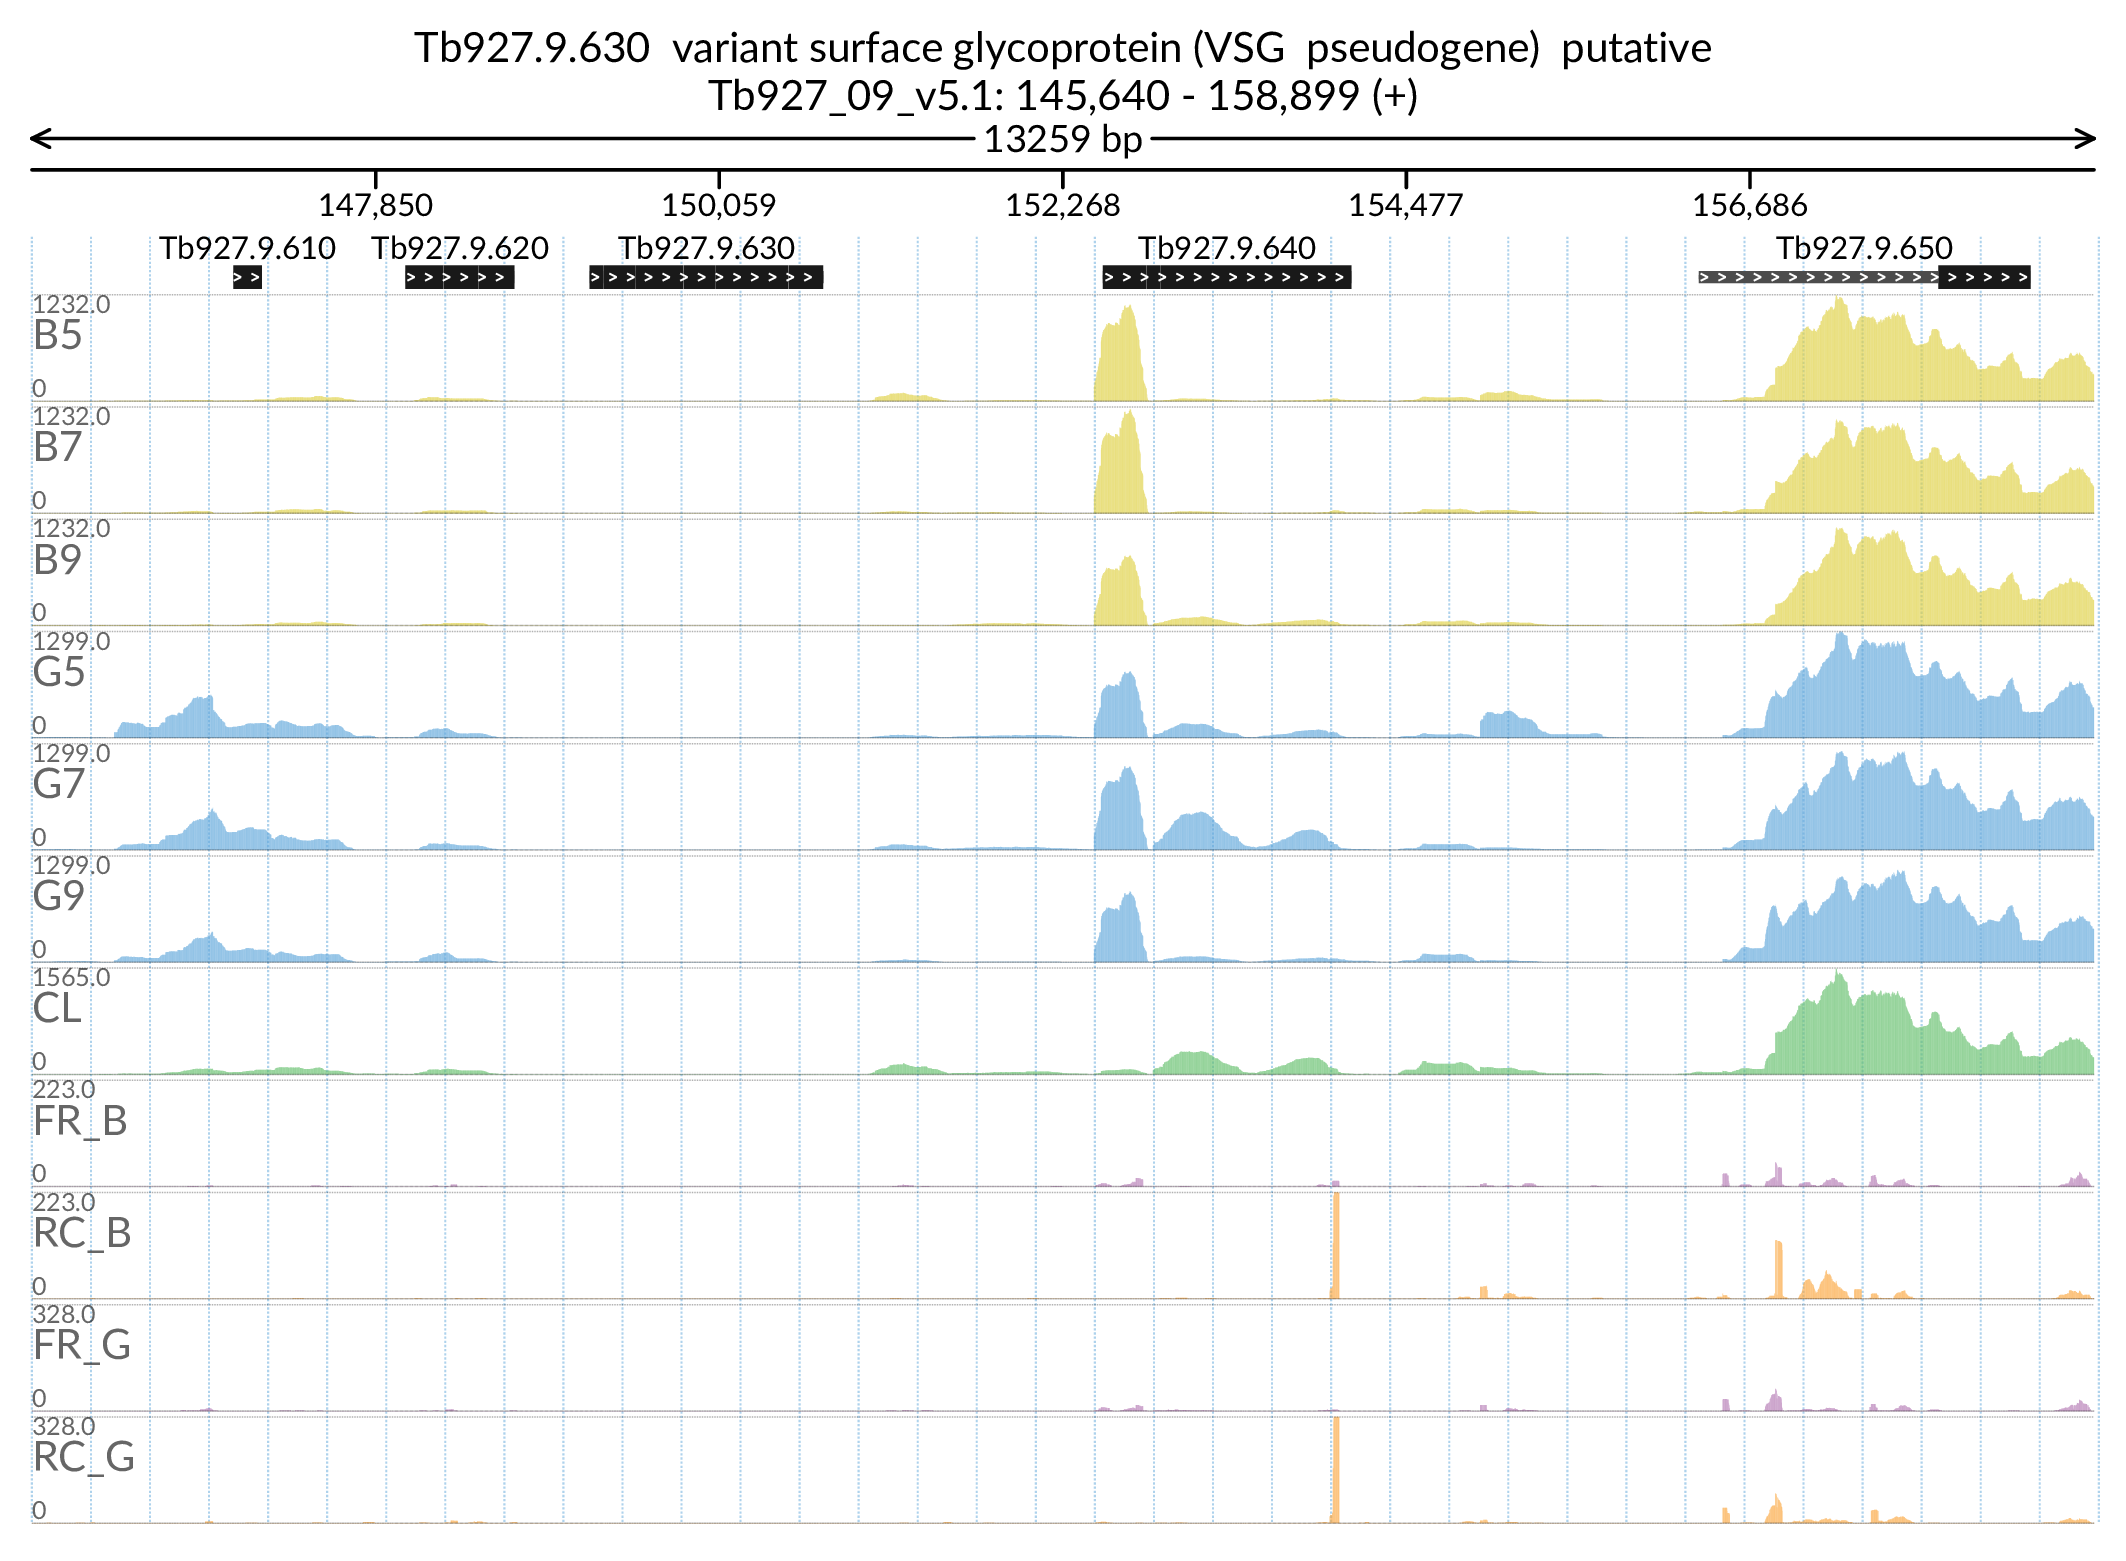 Tb927.9.630 variant surface glycoprotein (VSG pseudogene) putative
Tb927_09_v5.1: 145,640 - 158,899 (+)
13259 bp
147,850 150,059 152,268 154,477 156,686
Tb927.9.610 Tb927.9.620 Tb927.9.630 Tb927.9.640 Tb927.9.650
1232.0
B5
0
1232.0
B7
0
1232.0
B9
0
1299.0
G5
0
1299.0
G7
0
1299.0
G9
0
1565.0
CL
0
223.0
FR_B
0
223.0
RC_B
0
328.0
FR_G
0
328.0
RC_G
0